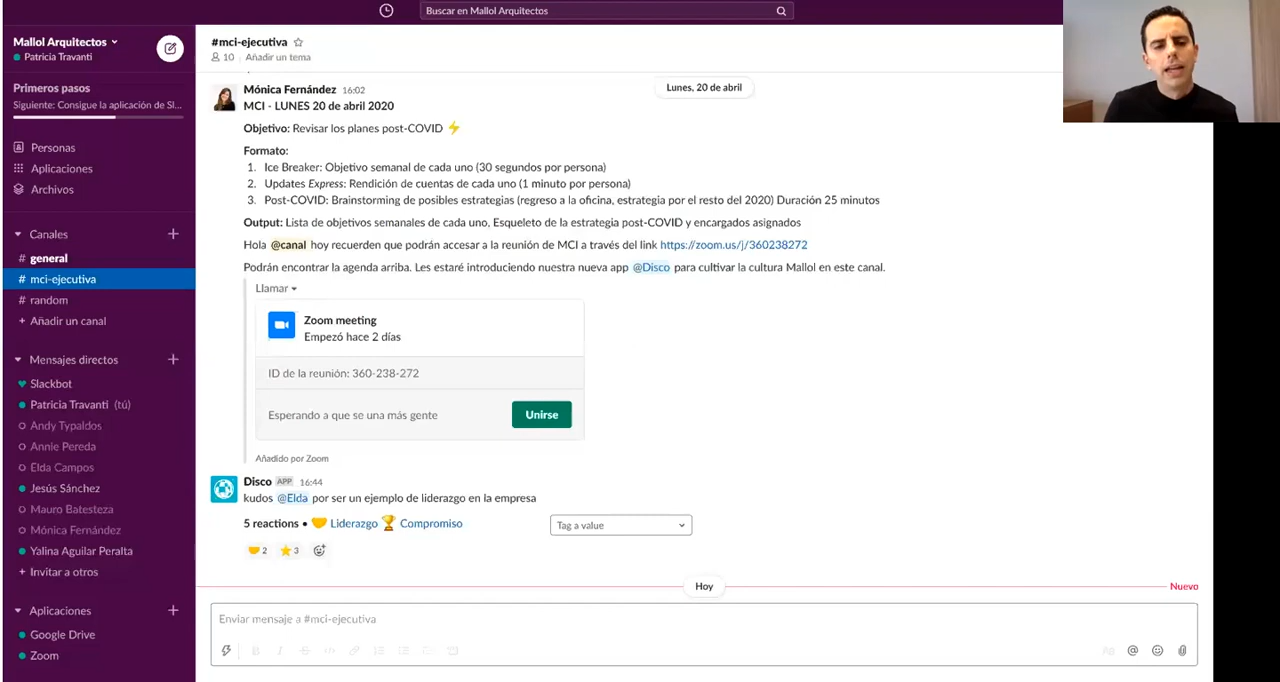 Buscar en Mallol Arquitectos
Mallol Arquitectos
Patricia Travanti
Primeros pasos
Siguiente: Consigue la aplicación de Sl...
Personas
Aplicaciones
Archivos
Canales
# general
# mci-ejecutiva
# random
+ Añadir un canal
Mensajes directos
Slackbot
Patricia Travanti (tú)
Andy Typaldos
Annie Pereda
Elda Campos
Jesús Sánchez
Mauro Batesteza
Mónica Fernández
Yalina Aguilar Peralta
+ Invitar a otros
Aplicaciones
Google Drive
Zoom
#mci-ejecutiva
10 Añadir un tema
Lunes, 20 de abril
Mónica Fernández 16:02
MCI - LUNES 20 de abril 2020
Objetivo: Revisar los planes post-COVID
Formato:
1. Ice Breaker: Objetivo semanal de cada uno (30 segundos por persona)
2. Updates Express: Rendición de cuentas de cada uno (1 minuto por persona)
3. Post-COVID: Brainstorming de posibles estrategias (regreso a la oficina, estrategia por el resto del 2020) Duración 25 minutos
Output: Lista de objetivos semanales de cada uno, Esqueleto de la estrategia post-COVID y encargados asignados
Hola @canal hoy recuerden que podrán accesar a la reunión de MCI a través del link https://zoom.us/j/360238272
Podrán encontrar la agenda arriba. Les estaré introduciendo nuestra nueva app @Disco para cultivar la cultura Mallol en este canal.
Llamar
Zoom meeting
Empezó hace 2 días
ID de la reunión: 360-238-272
Esperando a que se una más gente
Unirse
Añadido por Zoom
Disco APP 16:44
kudos @Elda por ser un ejemplo de liderazgo en la empresa
5 reactions • Liderazgo Compromiso
Tag a value
2 3
Hoy
Nuevo
Enviar mensaje a #mci-ejecutiva
B I S </> Aa @